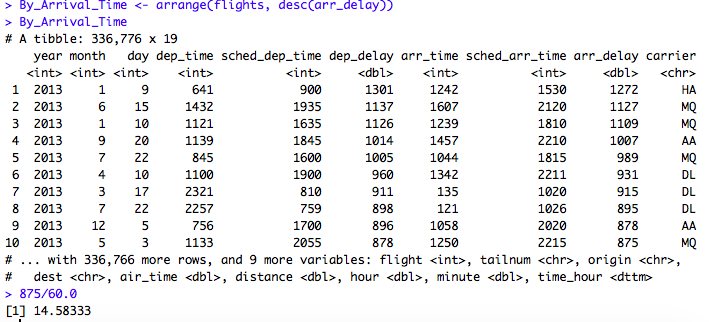 > By_Arrival_Time <- arrange(flights, desc(arr_delay))
> By_Arrival_Time
# A tibble: 336,776 x 19
    year month   day dep_time sched_dep_time dep_delay arr_time sched_arr_time arr_delay carrier
   <int> <int> <int>    <int>          <int>     <dbl>    <int>          <int>     <dbl>   <chr>
 1  2013     1     9      641            900      1301     1242           1530      1272      HA
 2  2013     6    15     1432           1935      1137     1607           2120      1127      MQ
 3  2013     1    10     1121           1635      1126     1239           1810      1109      MQ
 4  2013     9    20     1139           1845      1014     1457           2210      1007      AA
 5  2013     7    22      845           1600      1005     1044           1815       989      MQ
 6  2013     4    10     1100           1900       960     1342           2211       931      DL
 7  2013     3    17     2321            810       911      135           1020       915      DL
 8  2013     7    22     2257            759       898      121           1026       895      DL
 9  2013    12     5      756           1700       896     1058           2020       878      AA
10  2013     5     3     1133           2055       878     1250           2215       875      MQ
# ... with 336,766 more rows, and 9 more variables: flight <int>, tailnum <chr>, origin <chr>,
#   dest <chr>, air_time <dbl>, distance <dbl>, hour <dbl>, minute <dbl>, time_hour <dttm>
> 875/60.0
[1] 14.58333